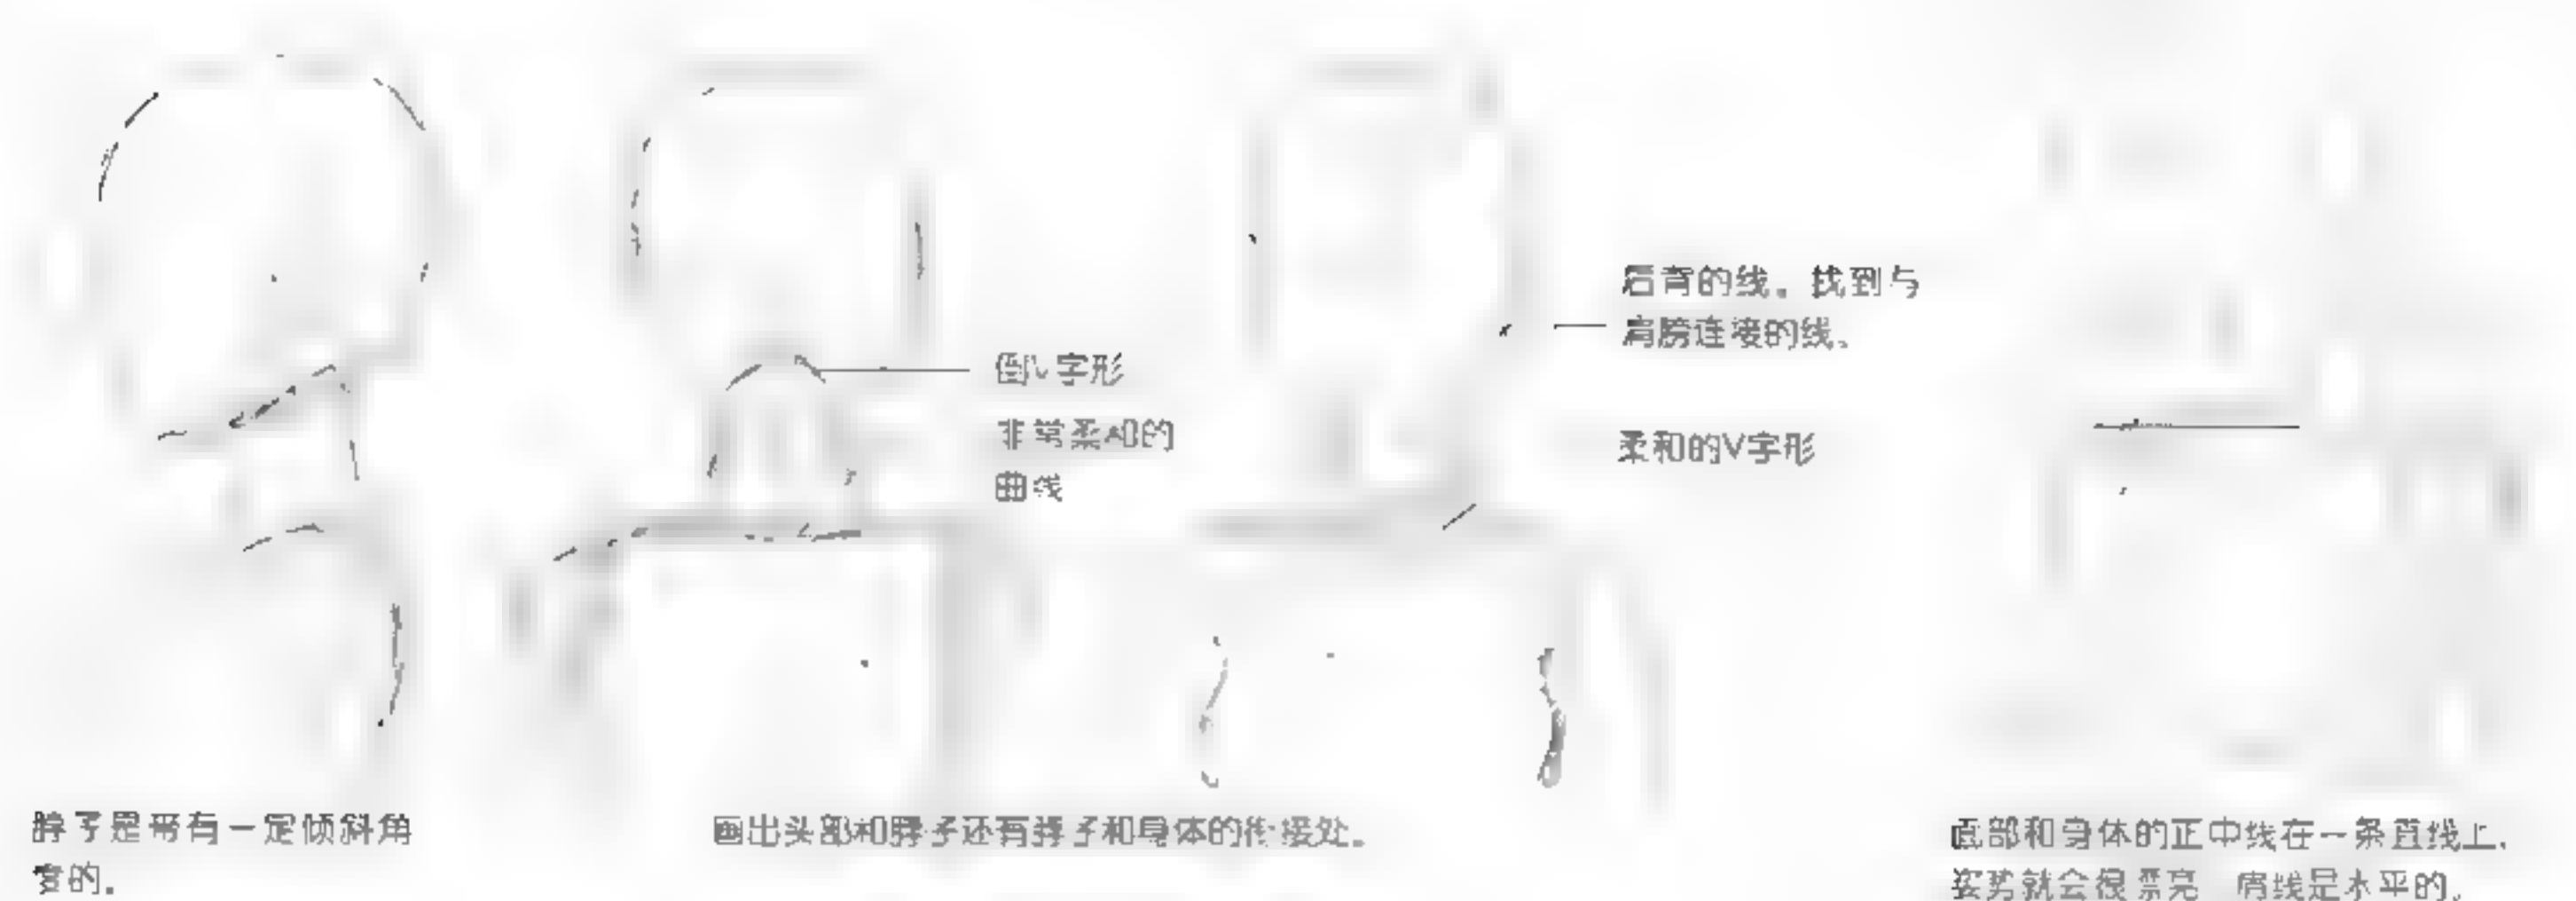 后背的线。找到与
肩膀连接的线。
倒V字形
非常柔和的
曲线
柔和的V字形
脖子是带有一定倾斜角
度的。
画出头部和脖子还有脖子和身体的衔接处。
面部和身体的正中线在一条直线上，
姿势就会很漂亮 肩线是水平的。